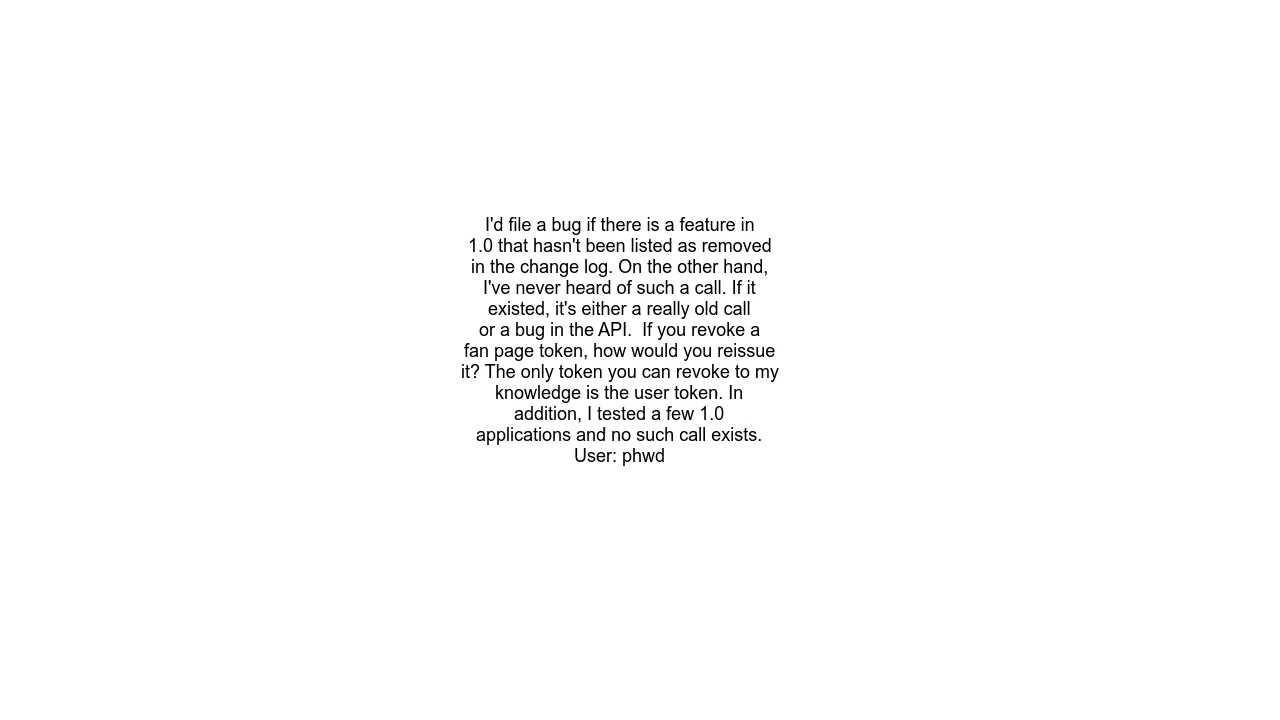 I'd file a bug if there is a feature in
1.0 that hasn't been listed as removed
in the change log. On the other hand,
I've never heard of such a call. If it
existed, it's either a really old call
or a bug in the API.  If you revoke a
fan page token, how would you reissue
it? The only token you can revoke to my
knowledge is the user token. In
addition, I tested a few 1.0
applications and no such call exists.
User: phwd